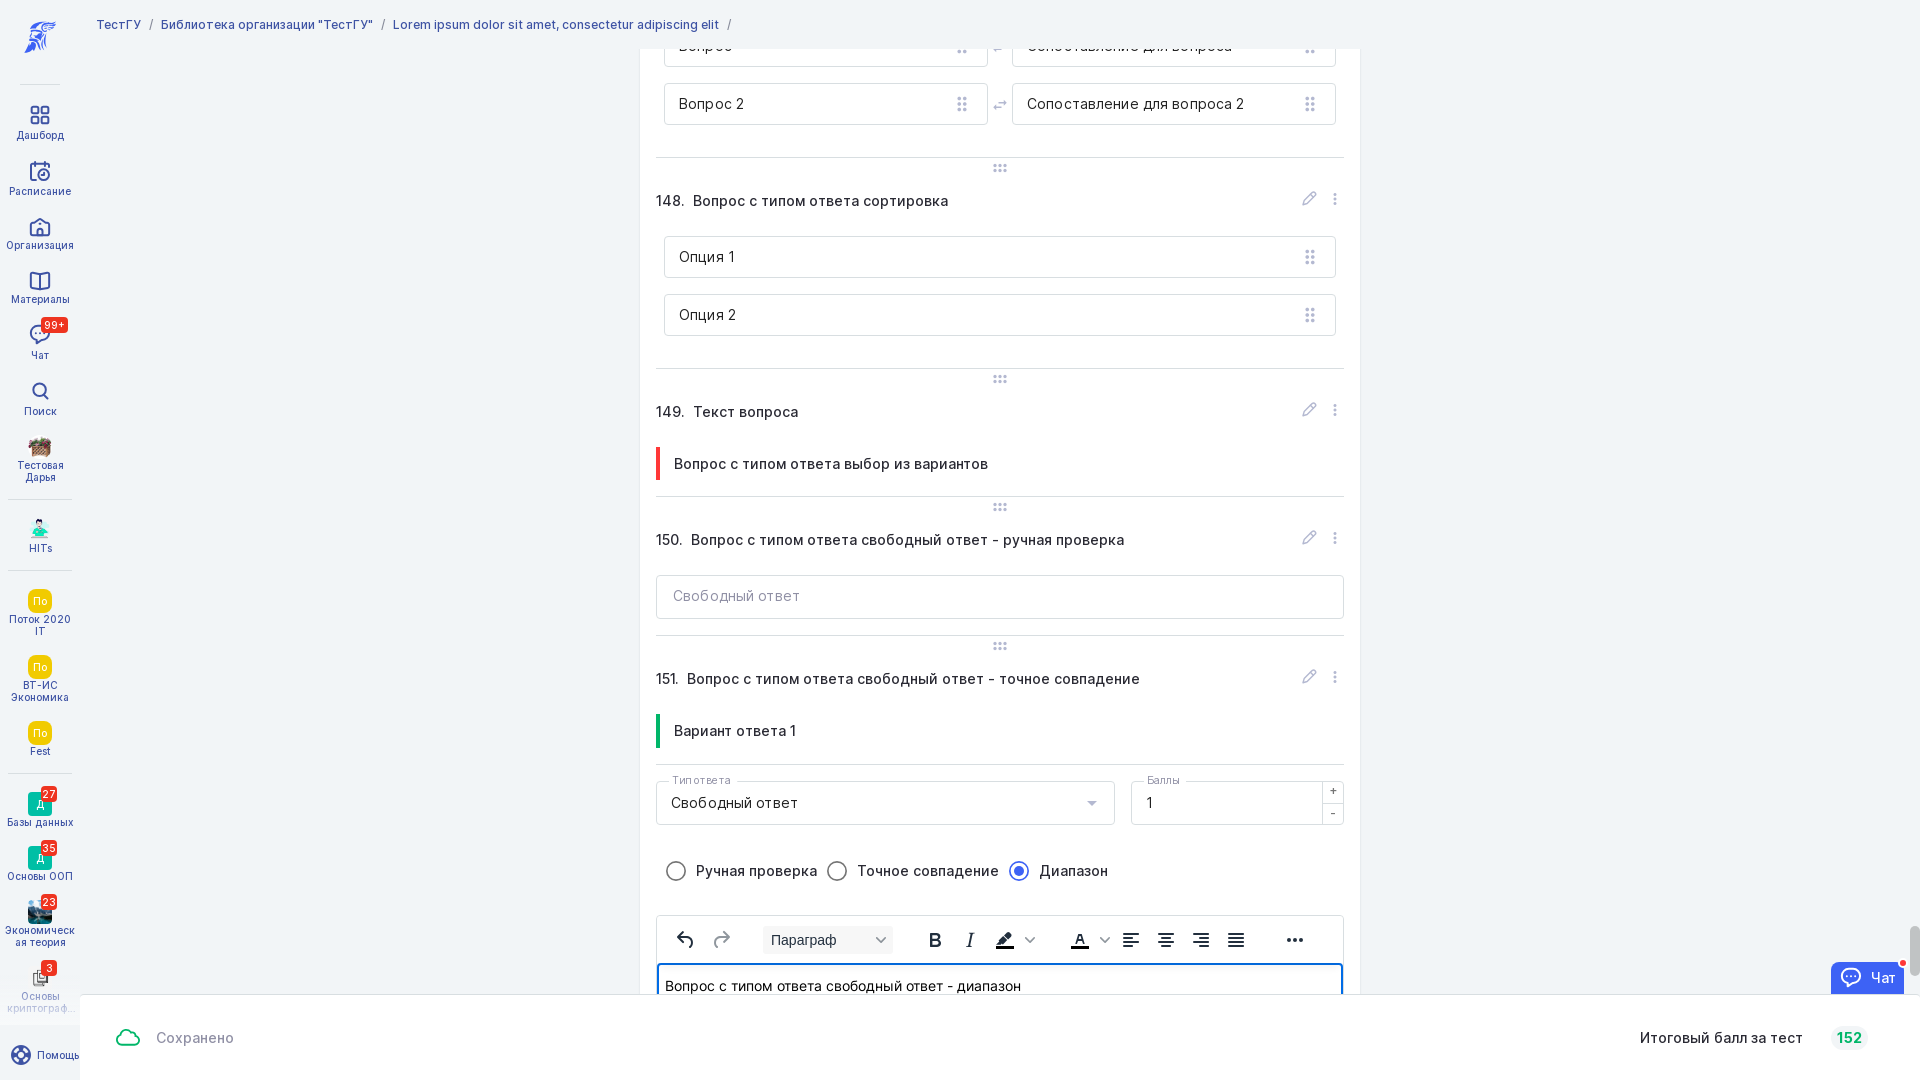 ТестГУ / Библиотека организации "ТестГУ" / Lorem ipsum dolor sit amet, consectetur adipiscing elit /
Дашборд
Расписание
Организация
Материалы
99+
Чат
Поиск
Тестовая
Дарья
HITs
По
Поток 2020
IT
По
ВТ-ИС
Экономика
По
Fest
27
Д
Базы данных
35
Д
Основы ООП
23
Экономическ
ая теория
3
Основы
криптограф...
Помощь
Вопрос Сопоставление для вопроса
Вопрос 2 Сопоставление для вопроса 2
148. Вопрос с типом ответа сортировка
Опция 1
Опция 2
149. Текст вопроса
Вопрос с типом ответа выбор из вариантов
150. Вопрос с типом ответа свободный ответ - ручная проверка
Свободный ответ
151. Вопрос с типом ответа свободный ответ - точное совпадение
Вариант ответа 1
Тип ответа Баллы
Свободный ответ 1 + -
Ручная проверка Точное совпадение Диапазон
Параграф
Вопрос с типом ответа свободный ответ - диапазон
Чат
Сохранено Итоговый балл за тест 152